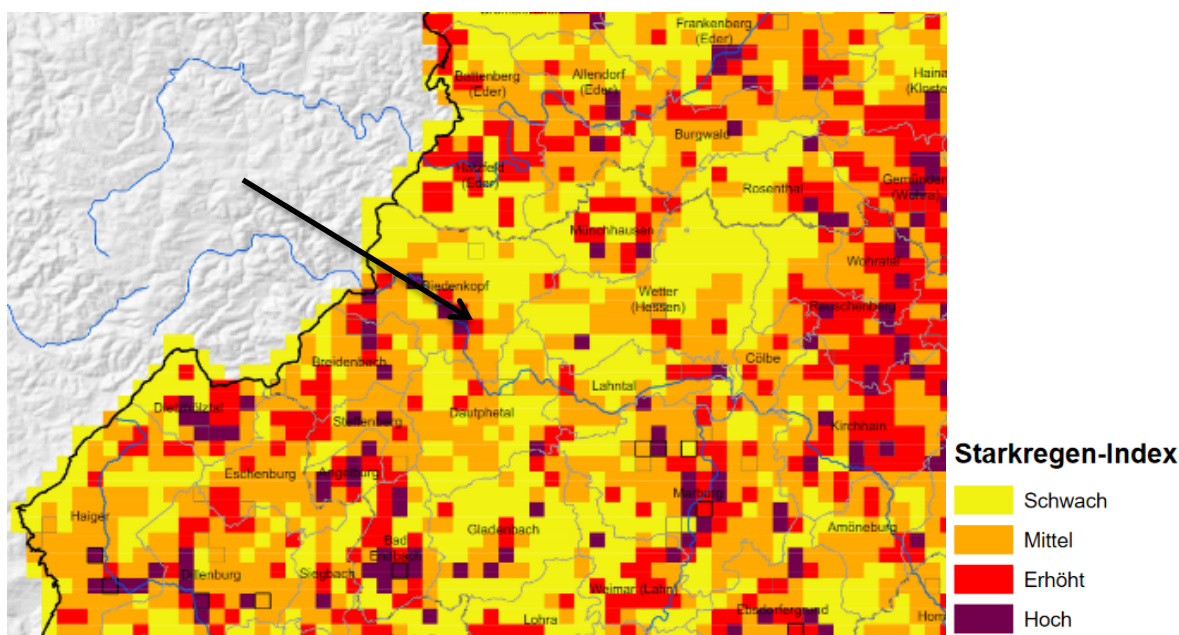 Frankenberg
(Eder)
Battenberg
(Eder)
Allendorf
(Eder)
Haina
Burgwald
Hatzfeld
(Eder)
Rosenthal
Gemünden
(Wohra)
Münchhausen
Wohratal
Biedenkopf
Wetter
(Hessen)
Rauschenberg
Breidenbach
Cölbe
Lahntal
Dietzhölztal
Dautphetal
Steffenberg
Kirchhain
Eschenburg
Angelburg
Marburg
Haiger
Gladenbach
Amöneburg
Bad
Endbach
Dillenburg
Siegbach
Weimar (Lahn)
Ebsdorfergrund
Lohra
Starkregen-Index
Schwach
Mittel
Erhöht
Hoch